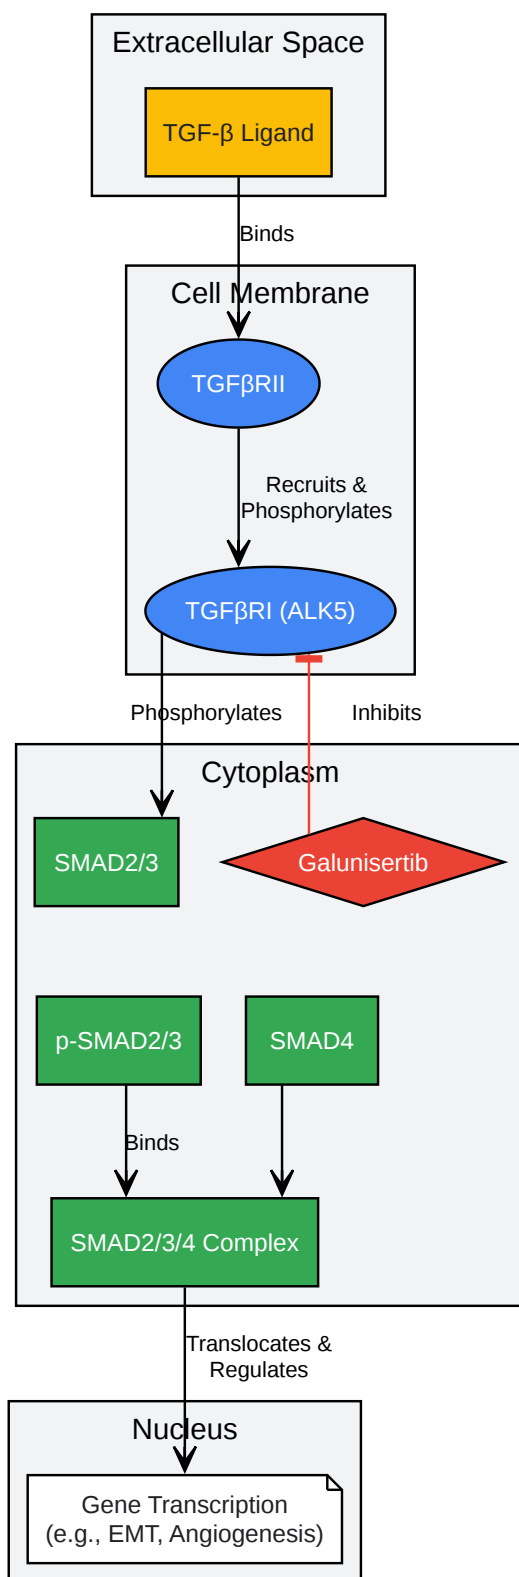 Extracellular Space
TGF-β Ligand
Binds
Cell Membrane
TGFβRII
Recruits &
Phosphorylates
TGFβRI (ALK5)
Phosphorylates
Inhibits
Cytoplasm
SMAD2/3
Galunisertib
p-SMAD2/3
SMAD4
Binds
SMAD2/3/4 Complex
Translocates &
Regulates
Nucleus
Gene Transcription
(e.g., EMT, Angiogenesis)